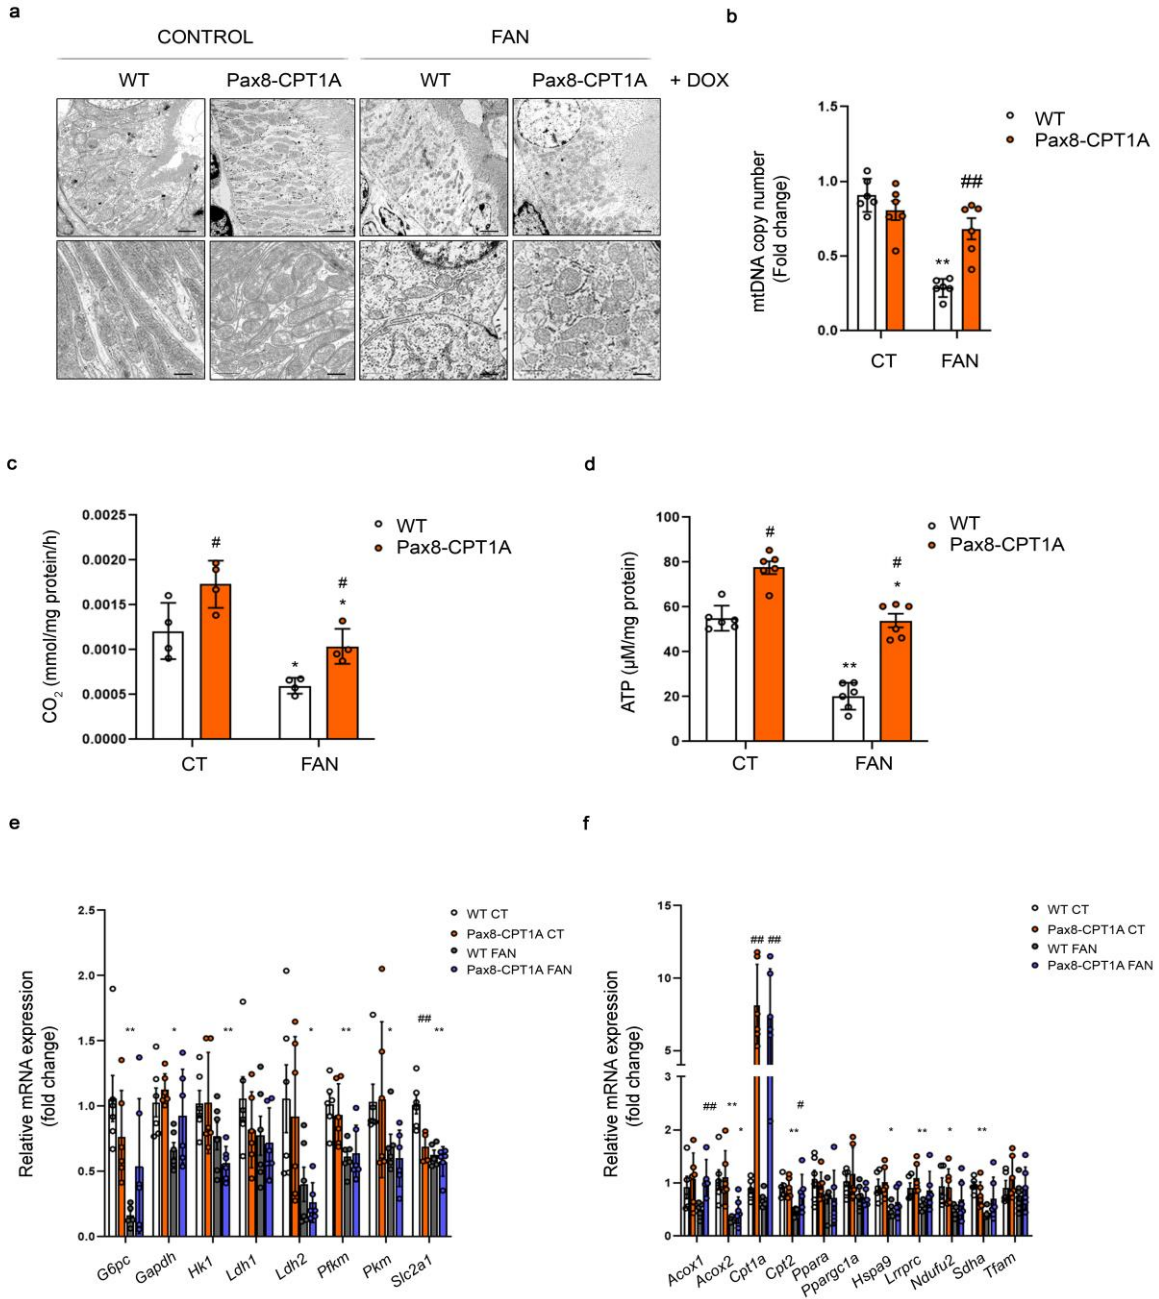 a
CONTROL
FAN
WT
Pax8-CPT1A
WT
Pax8-CPT1A
+ DOX
b
mtDNA copy number
(Fold change)
1.5
1.0
0.5
0.0
**
##
CT
FAN
WT
Pax8-CPT1A
c
CO2 (mmol/mg protein/h)
0.0025
0.0020
0.0015
0.0010
0.0005
0.0000
#
*
#
*
CT
FAN
WT
Pax8-CPT1A
d
ATP (µM/mg protein)
100
80
60
40
20
0
#
**
#
*
CT
FAN
WT
Pax8-CPT1A
e
Relative mRNA expression
(fold change)
2.5
2.0
1.5
1.0
0.5
0.0
**
*
**
*
**
*
##
**
G6pc
Gapdh
Hk1
Ldh1
Ldh2
Pfkm
Pkm
Slc2a1
WT CT
Pax8-CPT1A CT
WT FAN
Pax8-CPT1A FAN
f
Relative mRNA expression
(fold change)
15
10
5
3
2
1
0
##
**
*
##
##
**
#
*
**
*
**
Acox1
Acox2
Cpt1a
Cpt2
Ppara
Ppargc1a
Hspa9
Lrrprc
Ndufu2
Sdha
Tfam
WT CT
Pax8-CPT1A CT
WT FAN
Pax8-CPT1A FAN